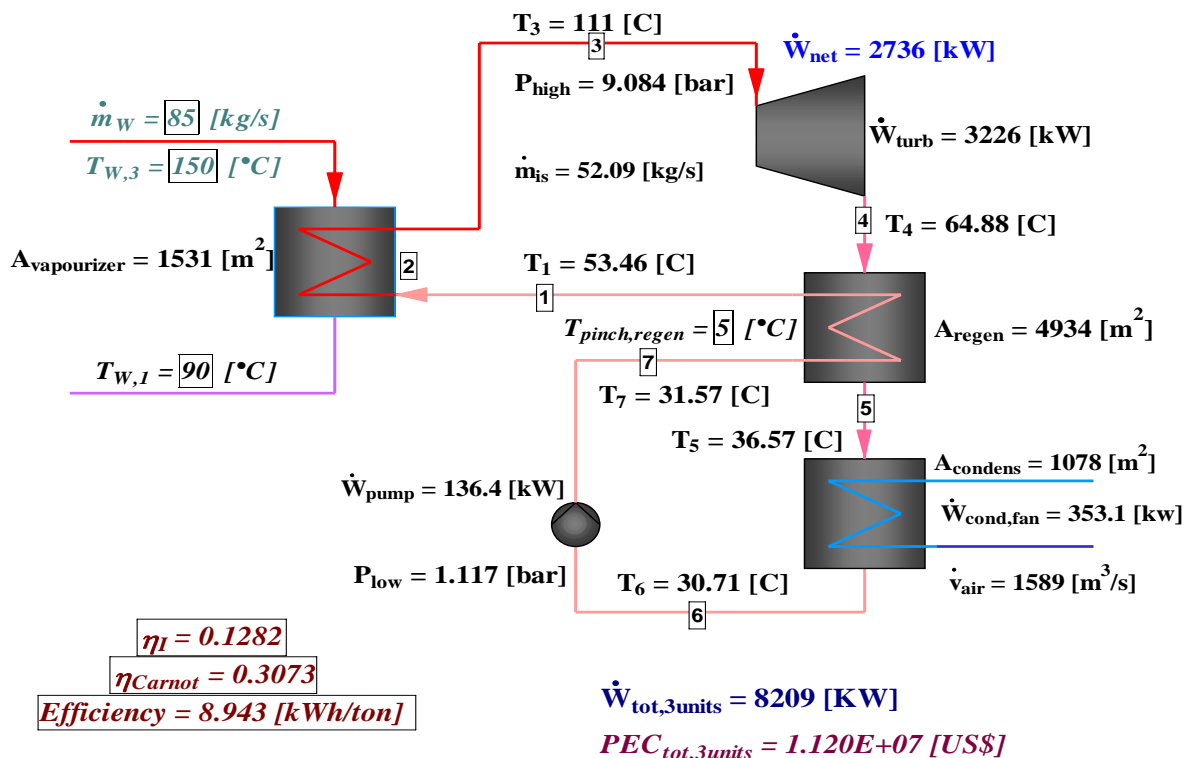 T3 = 111 [C]
3
Ẇnet = 2736 [kW]
Phigh = 9.084 [bar]
ṁW = 85 [kg/s]
Ẇturb = 3226 [kW]
TW,3 = 150 [°C]
ṁis = 52.09 [kg/s]
4
T4 = 64.88 [C]
Avapourizer = 1531 [m²]
2
T1 = 53.46 [C]
1
Tpinch,regen = 5 [°C]
Aregen = 4934 [m²]
7
TW,1 = 90 [°C]
T7 = 31.57 [C]
5
T5 = 36.57 [C]
Acondens = 1078 [m²]
Ẇpump = 136.4 [kW]
Ẇcond,fan = 353.1 [kw]
Plow = 1.117 [bar]
T6 = 30.71 [C]
v̇air = 1589 [m³/s]
6
ηI = 0.1282
ηCarnot = 0.3073
Efficiency = 8.943 [kWh/ton]
Ẇtot,3units = 8209 [KW]
PECtot,3units = 1.120E+07 [US$]